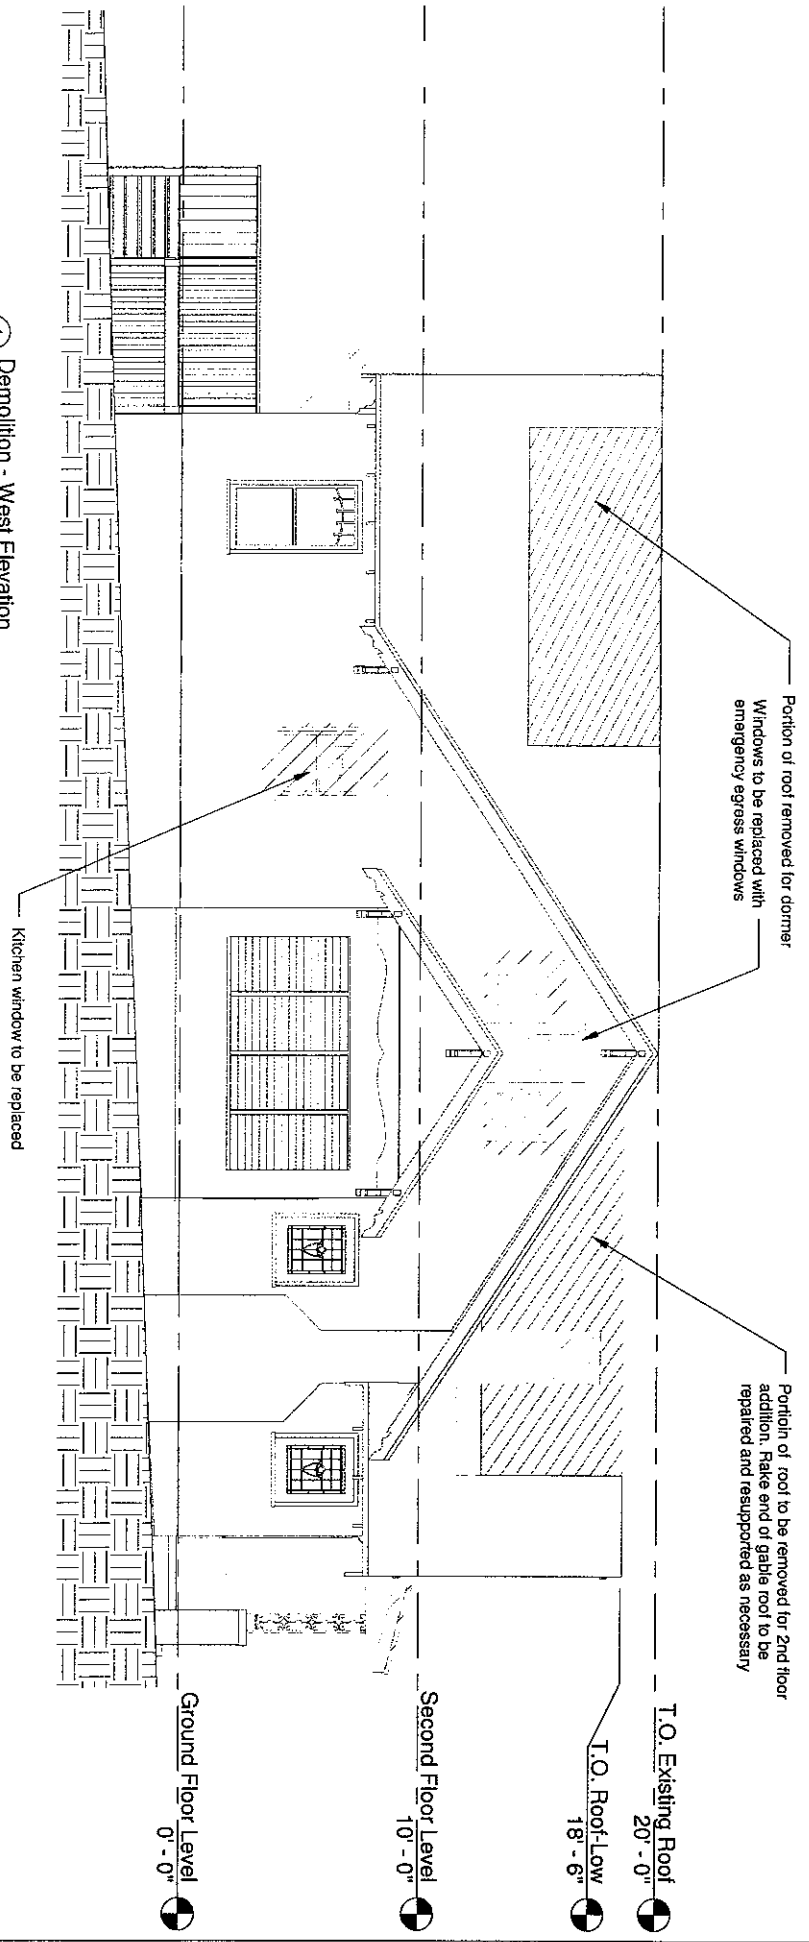 Portion of roof removed for dormer
Windows to be replaced with
emergency egress windows
Portioin of roof to be removed for 2nd floor
addition. Rake end of gable roof to be
repaired and resupported as necessary
T.O. Existing Roof
20' - 0"
T.O. Roof-Low
18' - 6"
Second Floor Level
10' - 0"
Ground Floor Level
0' - 0"
Kitchen window to be replaced
1 Demolition - West Elevation